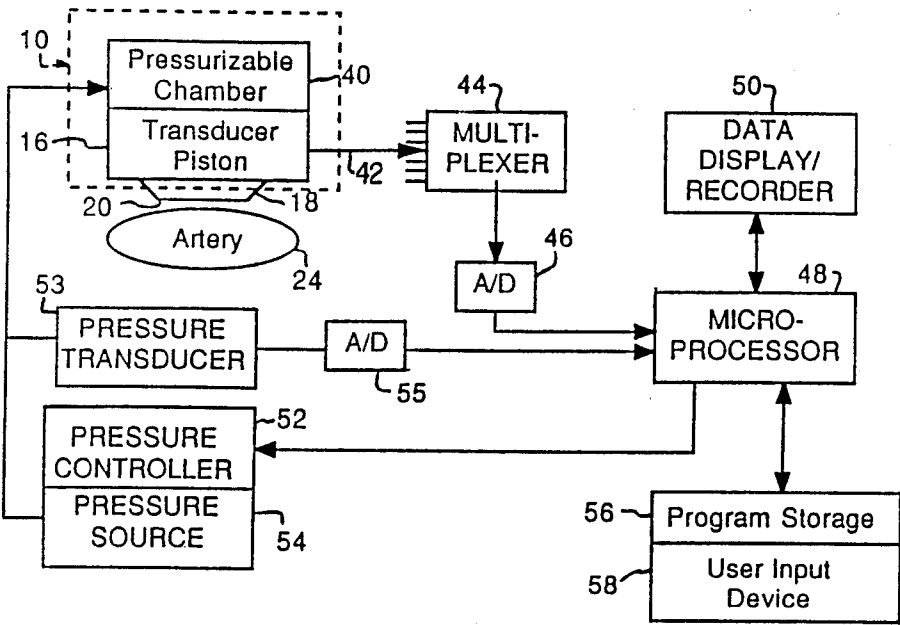 10
Pressurizable
Chamber
40
16
Transducer
Piston
42
20
18
Artery
24
44
MULTI-
PLEXER
50
DATA
DISPLAY/
RECORDER
46
A/D
48
MICRO-
PROCESSOR
53
PRESSURE
TRANSDUCER
A/D
55
52
PRESSURE
CONTROLLER
PRESSURE
SOURCE
54
56
Program Storage
58
User Input
Device